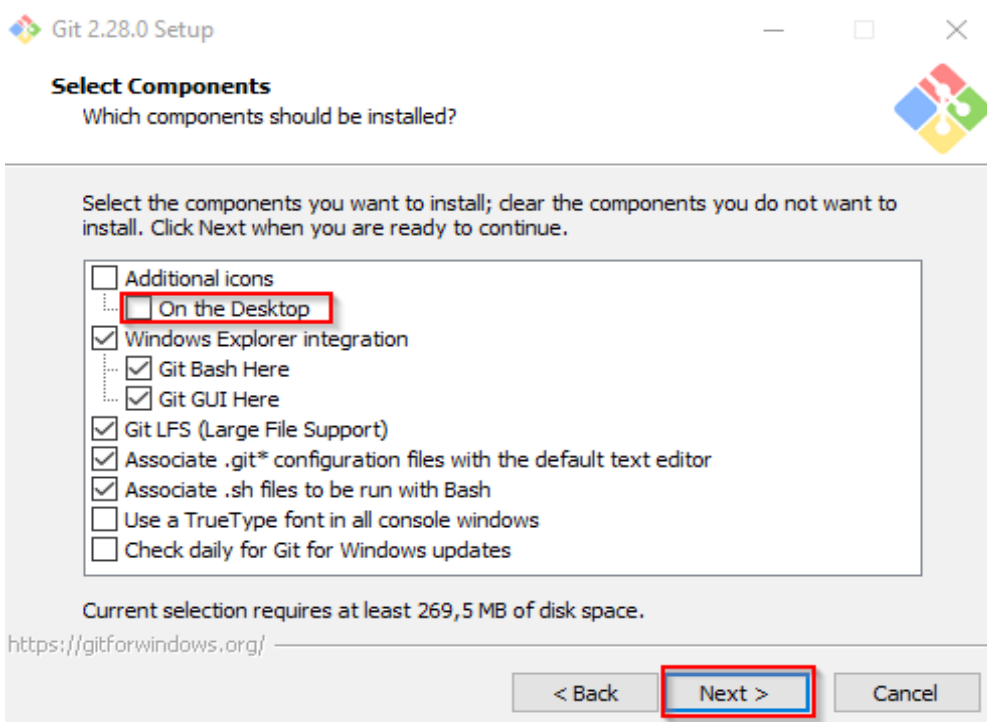 Git 2.28.0 Setup
Select Components
Which components should be installed?
Select the components you want to install; clear the components you do not want to
install. Click Next when you are ready to continue.
Additional icons
On the Desktop
Windows Explorer integration
Git Bash Here
Git GUI Here
Git LFS (Large File Support)
Associate .git* configuration files with the default text editor
Associate .sh files to be run with Bash
Use a TrueType font in all console windows
Check daily for Git for Windows updates
Current selection requires at least 269,5 MB of disk space.
https://gitforwindows.org/
< Back Next > Cancel